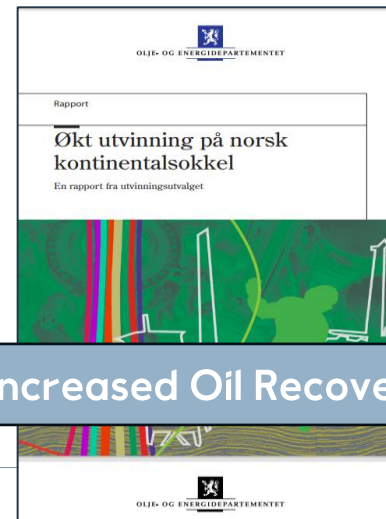 OLJE- OG ENERGIDEPARTEMENTET
Rapport
Økt utvinning på norsk
kontinentalsokkel
En rapport fra utvinningsutvalget
ncreased Oil Recove
OLJE- OG ENERGIDEPARTEMENTET